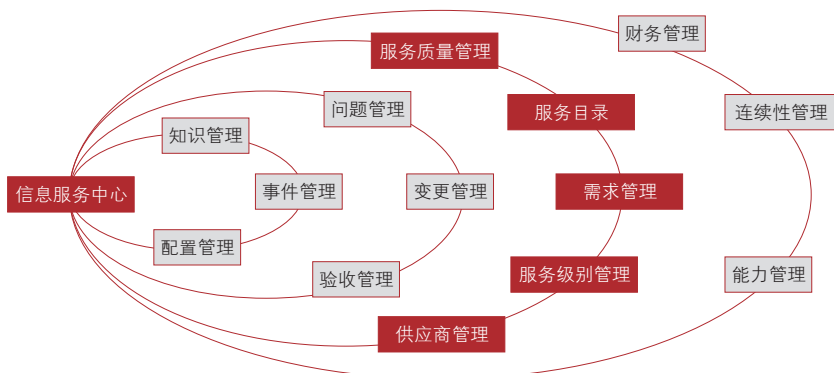 财务管理
服务质量管理
问题管理
服务目录
连续性管理
知识管理
信息服务中心
事件管理
变更管理
需求管理
配置管理
验收管理
服务级别管理
能力管理
供应商管理